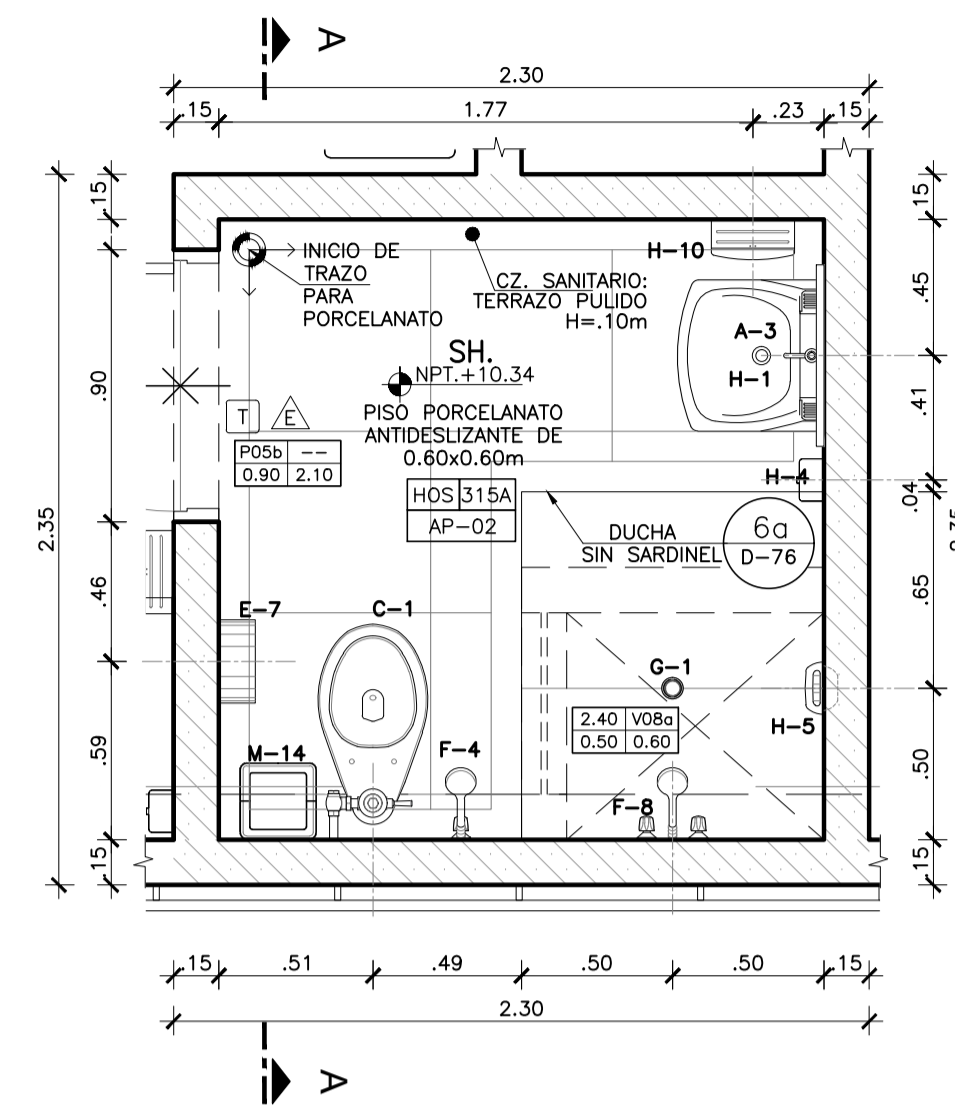 A
2.30
.15
1.77
.23
.15
.15
.15
INICIO DE
TRAZO
PARA
PORCELANATO
CZ. SANITARIO:
TERRAZO PULIDO
H=.10m
H-10
.45
A-3
H-1
SH.
NPT.+10.34
.90
.41
T
E
PISO PORCELANATO
ANTIDESLIZANTE DE
0.60x0.60m
P05b --
0.90 2.10
H-4
HOS 315A
AP-02
.04
2.35
DUCHA
SIN SARDINEL
6a
D-76
.46
.65
E-7
C-1
G-1
2.40 V08a
0.50 0.60
H-5
.59
M-14
F-4
.50
F-8
.15
.15
.15
.51
.49
.50
.50
.15
2.30
A